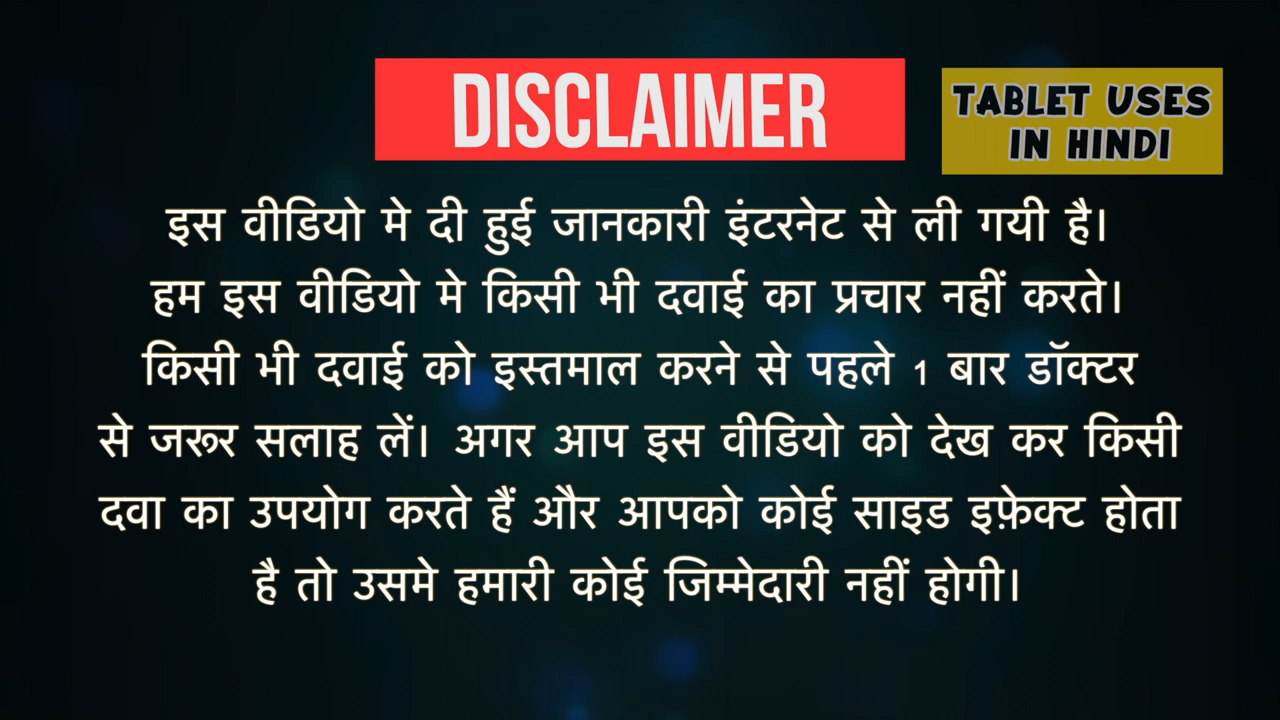 DISCLAIMER
TABLET USES
IN HINDI
इस वीडियो मे दी हुई जानकारी इंटरनेट से ली गयी है।
हम इस वीडियो मे किसी भी दवाई का प्रचार नहीं करते।
किसी भी दवाई को इस्तमाल करने से पहले 1 बार डॉक्टर
से जरूर सलाह लें। अगर आप इस वीडियो को देख कर किसी
दवा का उपयोग करते हैं और आपको कोई साइड इफ़ेक्ट होता
है तो उसमे हमारी कोई जिम्मेदारी नहीं होगी।